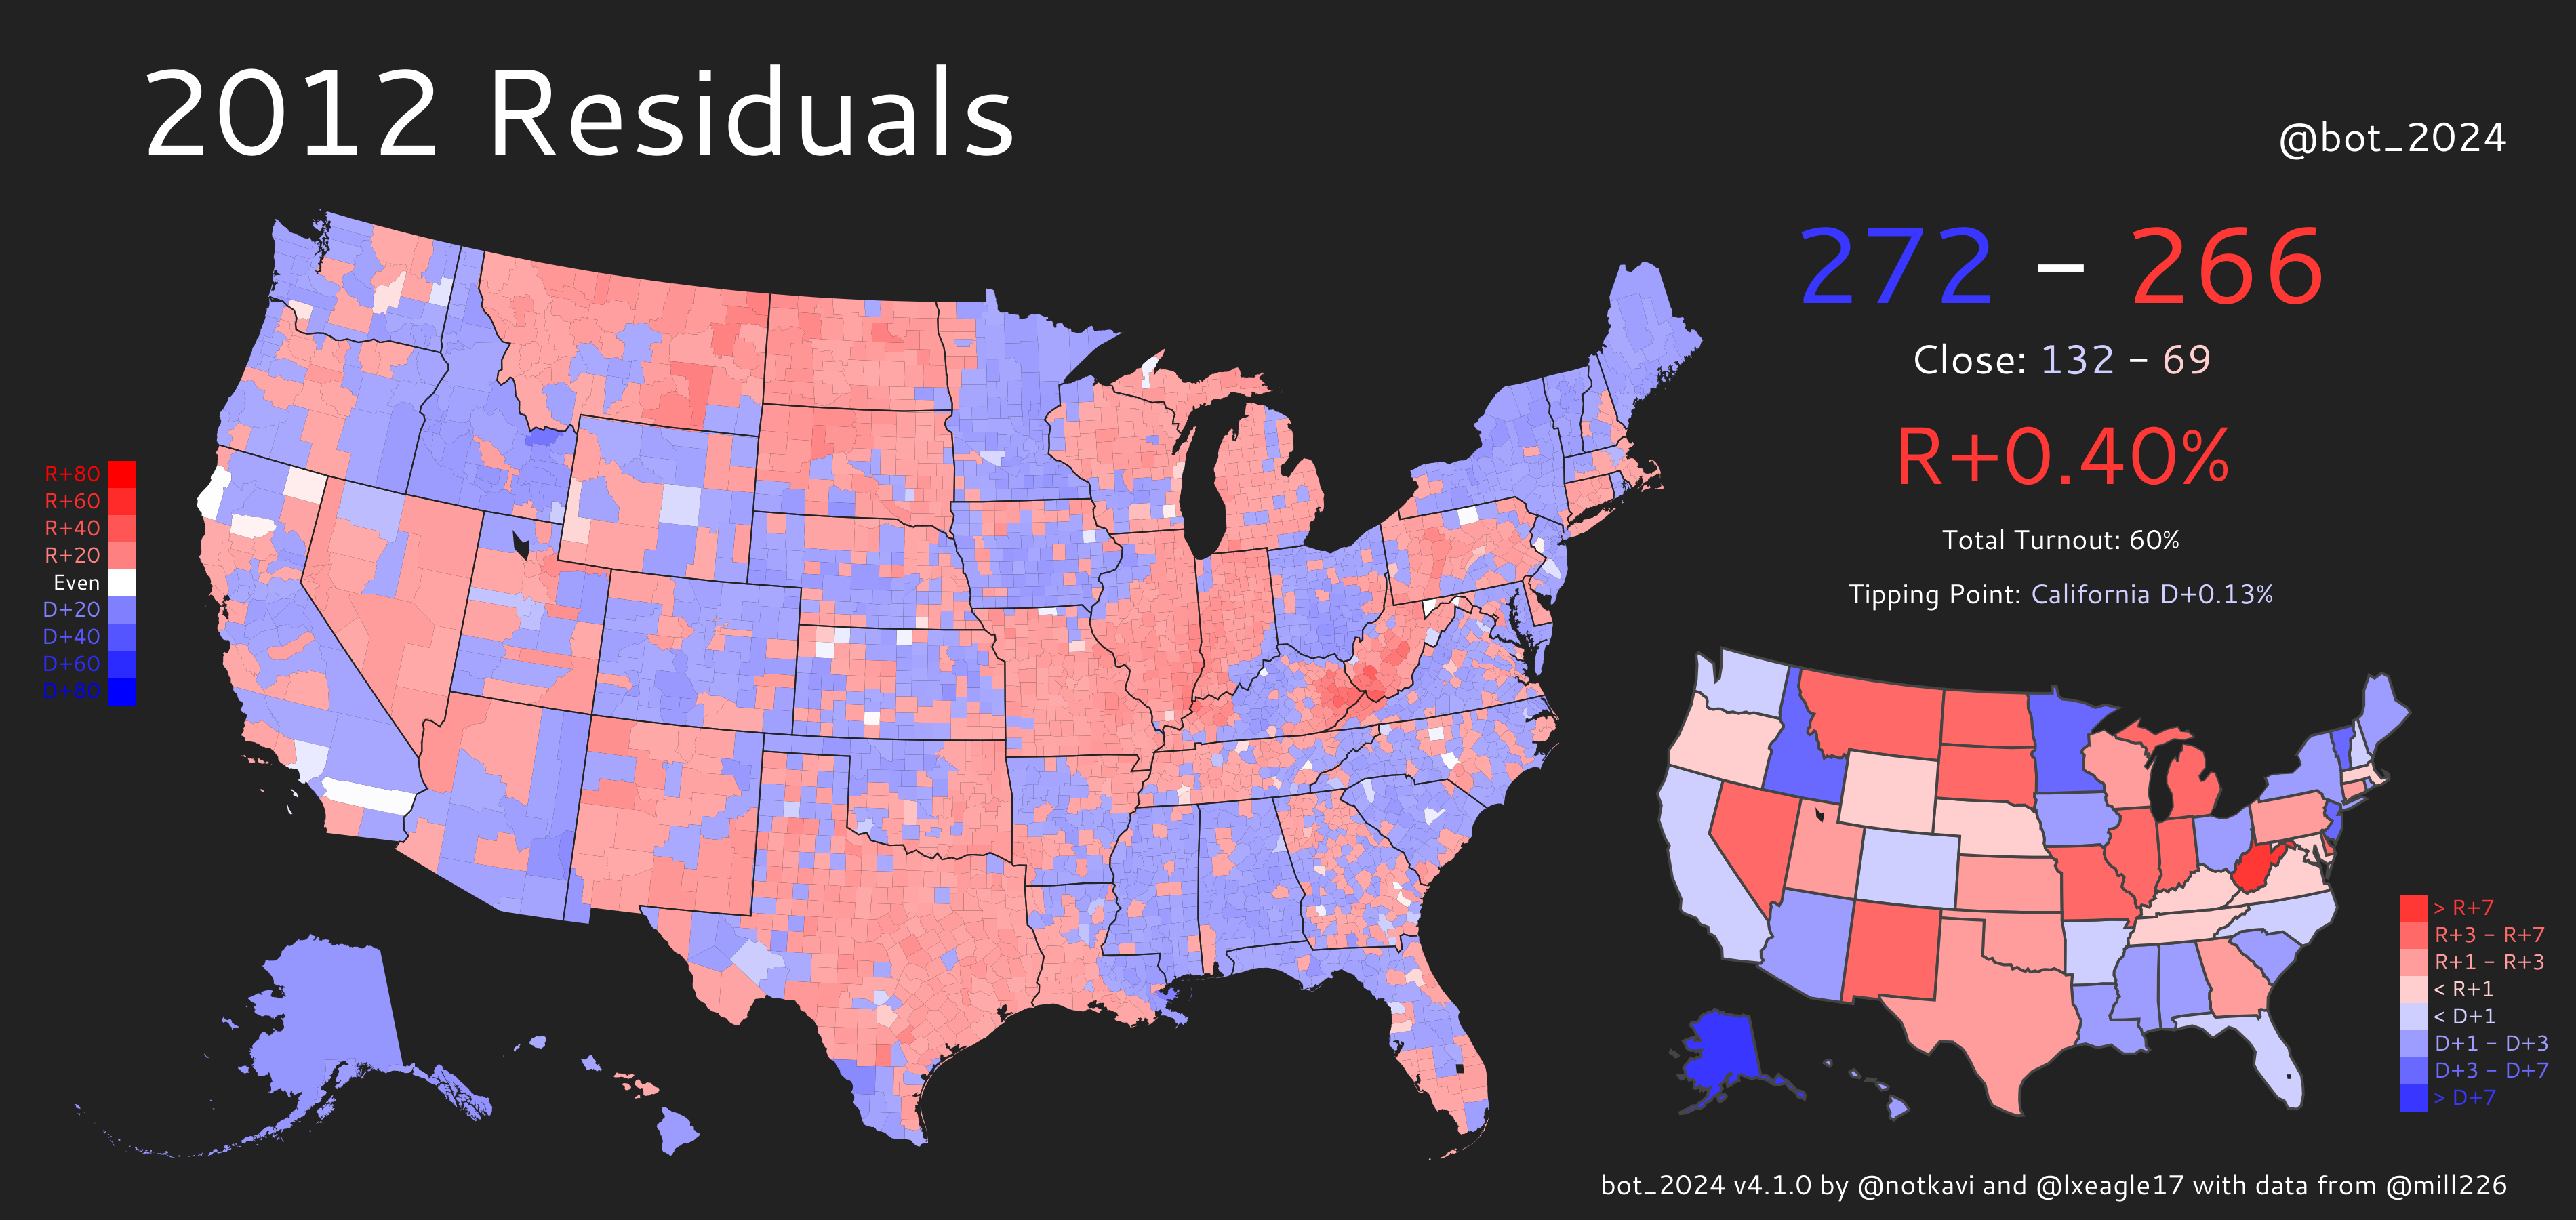 2012 Residuals
@bot_2024
272 – 266
Close: 132 – 69
R+0.40%
Total Turnout: 60%
Tipping Point: California D+0.13%
R+80
R+60
R+40
R+20
Even
D+20
D+40
D+60
D+80
> R+7
R+3 – R+7
R+1 – R+3
< R+1
< D+1
D+1 – D+3
D+3 – D+7
> D+7
bot_2024 v4.1.0 by @notkavi and @lxeagle17 with data from @mill226